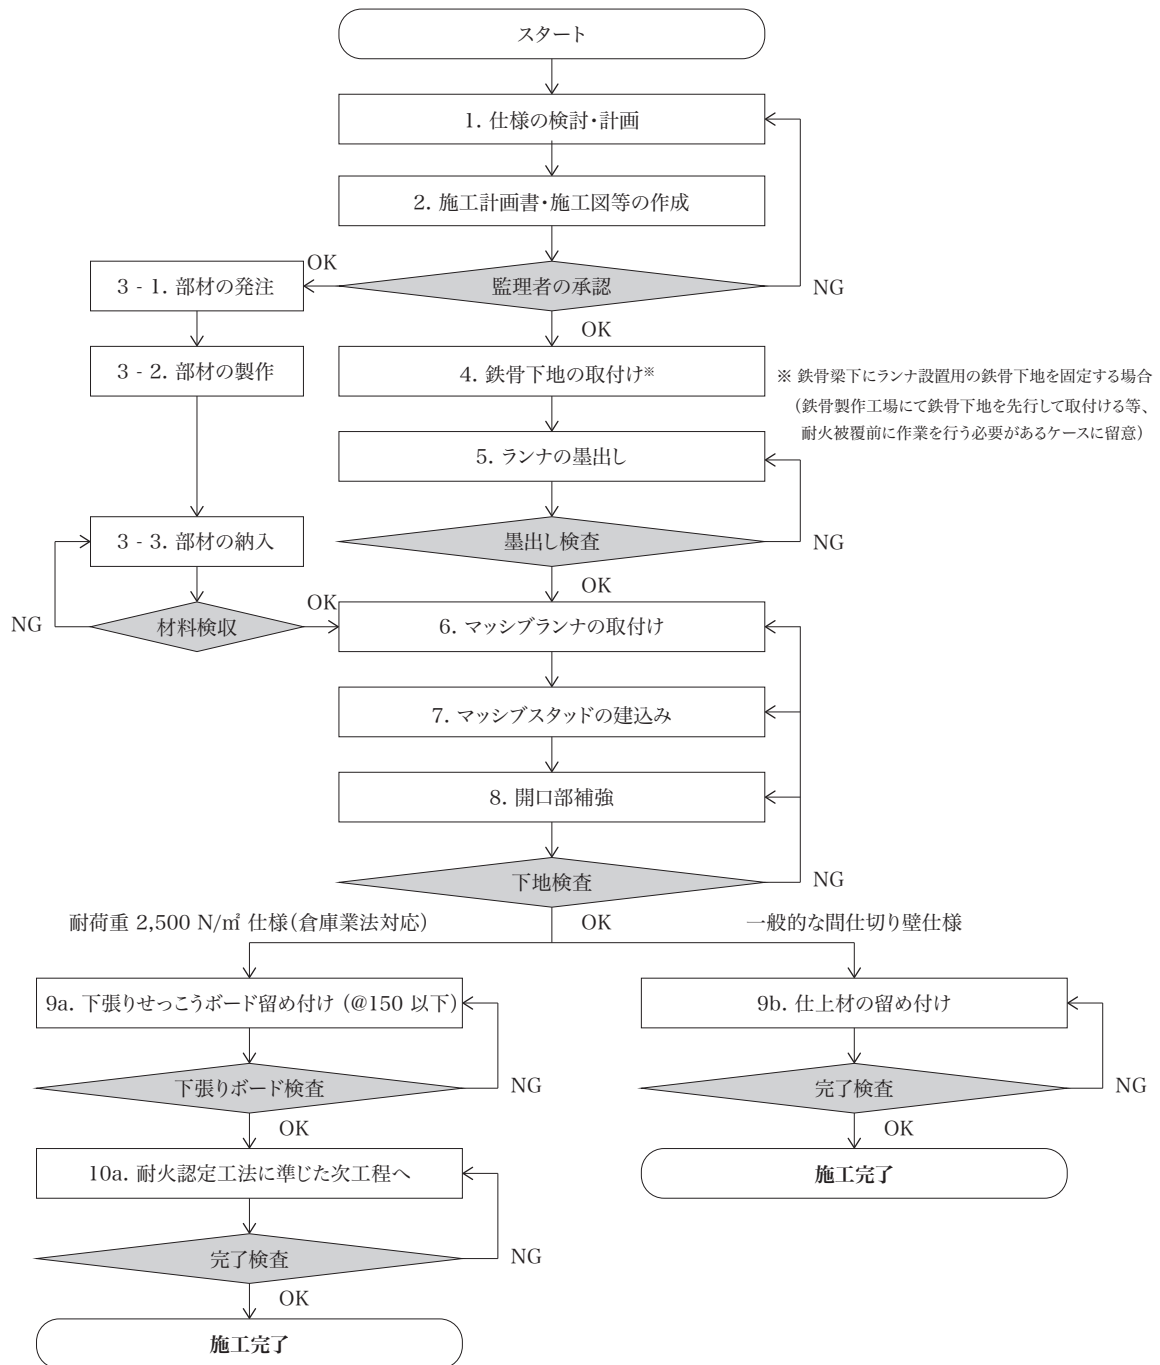 スタート
1. 仕様の検討・計画
2. 施工計画書・施工図等の作成
OK
3 - 1. 部材の発注
監理者の承認
NG
OK
3 - 2. 部材の製作
4. 鉄骨下地の取付け※
※ 鉄骨梁下にランナ設置用の鉄骨下地を固定する場合
(鉄骨製作工場にて鉄骨下地を先行して取付ける等、
耐火被覆前に作業を行う必要があるケースに留意)
5. ランナの墨出し
3 - 3. 部材の納入
墨出し検査
NG
OK
NG
材料検収
OK
6. マッシブランナの取付け
7. マッシブスタッドの建込み
8. 開口部補強
下地検査
NG
耐荷重 2,500 N/㎡ 仕様(倉庫業法対応)
OK
一般的な間仕切り壁仕様
9a. 下張りせっこうボード留め付け (@150 以下)
9b. 仕上材の留め付け
下張りボード検査
NG
完了検査
NG
OK
OK
10a. 耐火認定工法に準じた次工程へ
施工完了
完了検査
NG
OK
施工完了